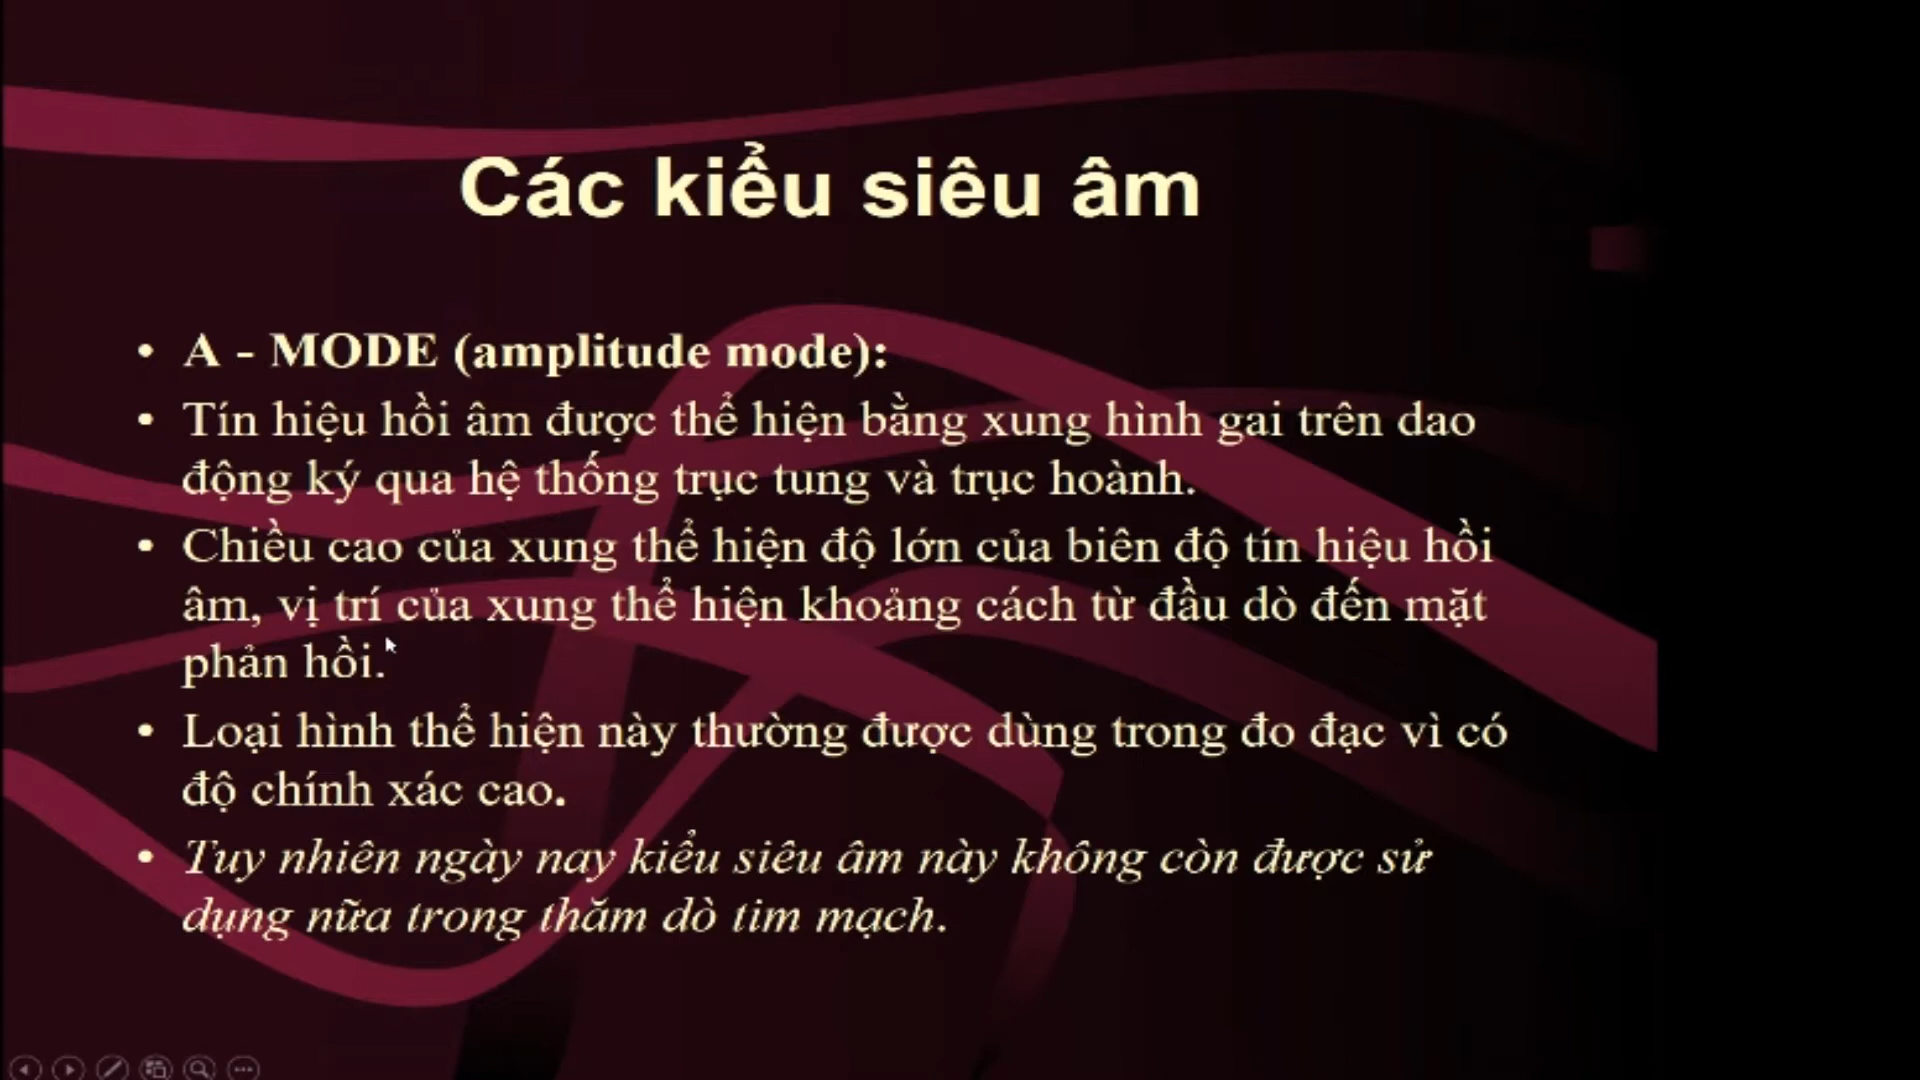 Các kiểu siêu âm
• A - MODE (amplitude mode):
• Tín hiệu hồi âm được thể hiện bằng xung hình gai trên dao
động ký qua hệ thống trục tung và trục hoành.
• Chiều cao của xung thể hiện độ lớn của biên độ tín hiệu hồi
âm, vị trí của xung thể hiện khoảng cách từ đầu dò đến mặt
phản hồi.
• Loại hình thể hiện này thường được dùng trong đo đạc vì có
độ chính xác cao.
• Tuy nhiên ngày nay kiểu siêu âm này không còn được sử
dụng nữa trong thăm dò tim mạch.